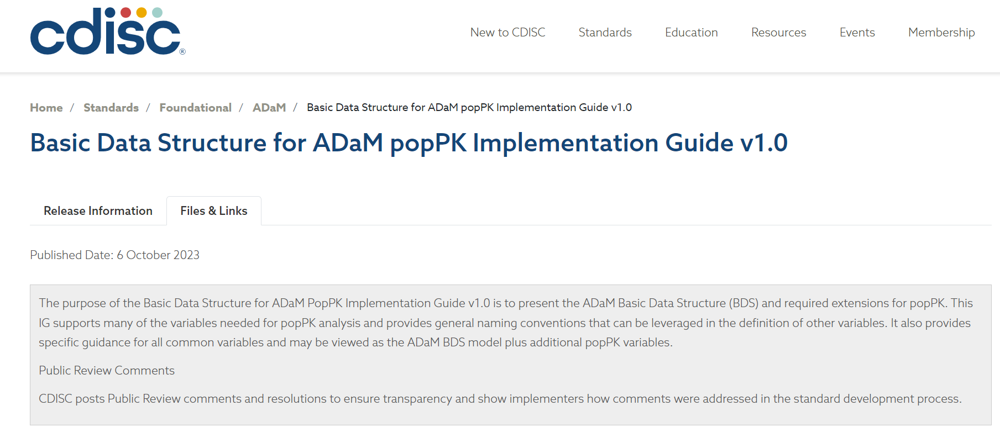 cdisc®
New to CDISC Standards Education Resources Events Membership
Home / Standards / Foundational / ADaM / Basic Data Structure for ADaM popPK Implementation Guide v1.0
Basic Data Structure for ADaM popPK Implementation Guide v1.0
Release Information Files & Links
Published Date: 6 October 2023
The purpose of the Basic Data Structure for ADaM PopPK Implementation Guide v1.0 is to present the ADaM Basic Data Structure (BDS) and required extensions for popPK. This
IG supports many of the variables needed for popPK analysis and provides general naming conventions that can be leveraged in the definition of other variables. It also provides
specific guidance for all common variables and may be viewed as the ADaM BDS model plus additional popPK variables.
Public Review Comments
CDISC posts Public Review comments and resolutions to ensure transparency and show implementers how comments were addressed in the standard development process.